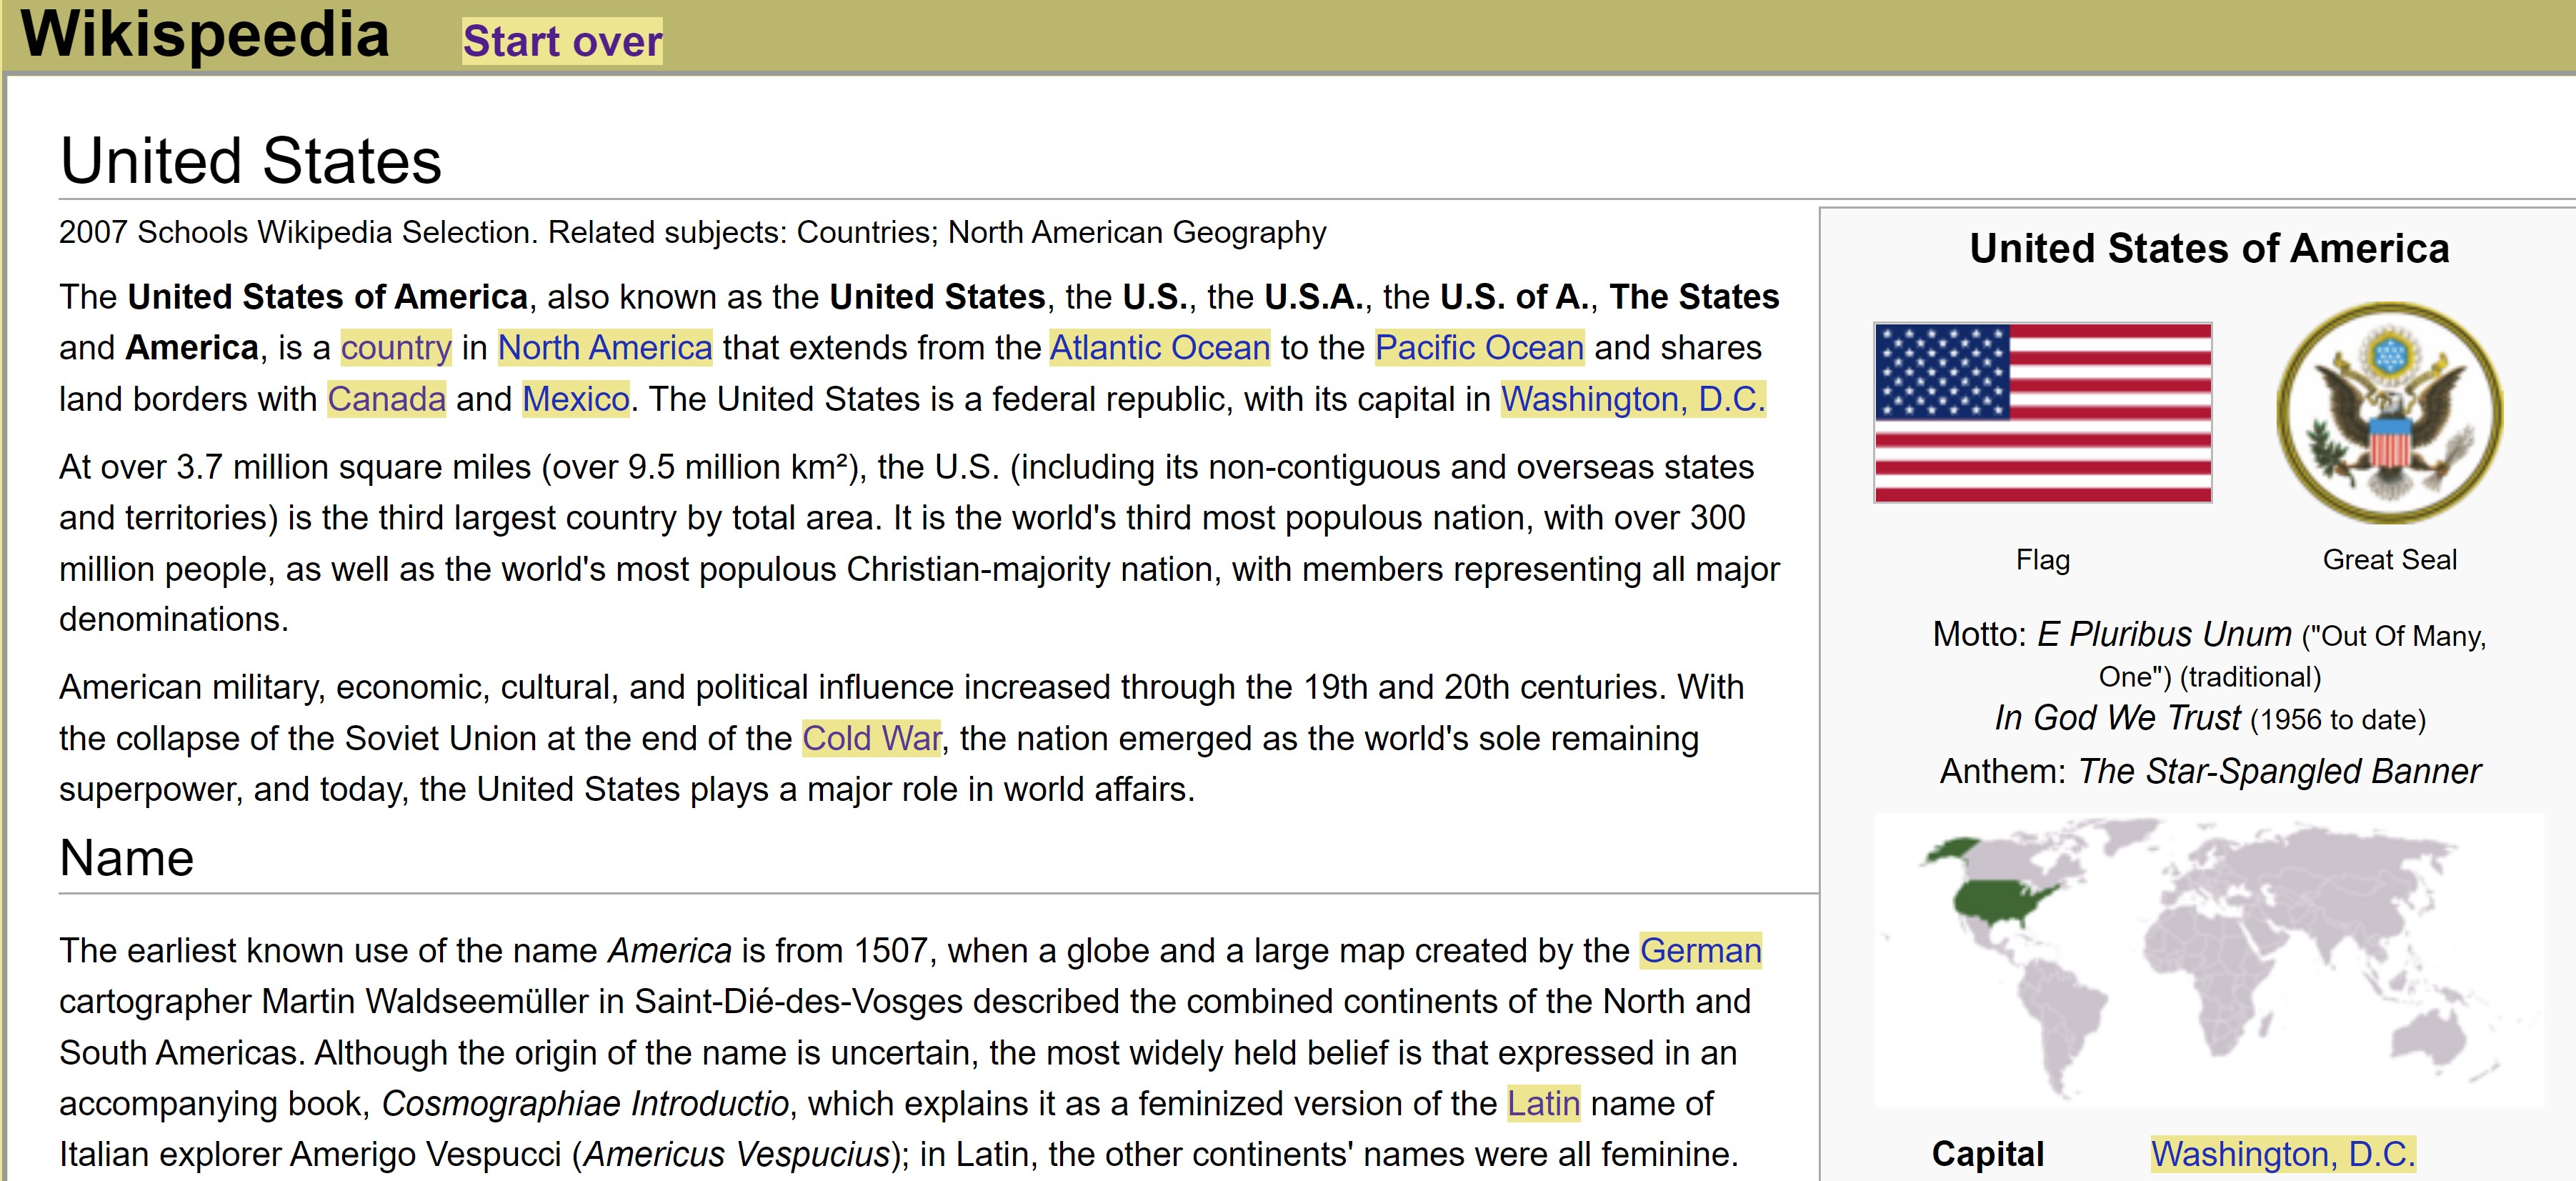 Wikispeedia Start over
United States
2007 Schools Wikipedia Selection. Related subjects: Countries; North American Geography
The United States of America, also known as the United States, the U.S., the U.S.A., the U.S. of A., The States
and America, is a country in North America that extends from the Atlantic Ocean to the Pacific Ocean and shares
land borders with Canada and Mexico. The United States is a federal republic, with its capital in Washington, D.C.
At over 3.7 million square miles (over 9.5 million km²), the U.S. (including its non-contiguous and overseas states
and territories) is the third largest country by total area. It is the world's third most populous nation, with over 300
million people, as well as the world's most populous Christian-majority nation, with members representing all major
denominations.
American military, economic, cultural, and political influence increased through the 19th and 20th centuries. With
the collapse of the Soviet Union at the end of the Cold War, the nation emerged as the world's sole remaining
superpower, and today, the United States plays a major role in world affairs.
Name
The earliest known use of the name America is from 1507, when a globe and a large map created by the German
cartographer Martin Waldseemüller in Saint-Dié-des-Vosges described the combined continents of the North and
South Americas. Although the origin of the name is uncertain, the most widely held belief is that expressed in an
accompanying book, Cosmographiae Introductio, which explains it as a feminized version of the Latin name of
Italian explorer Amerigo Vespucci (Americus Vespucius); in Latin, the other continents' names were all feminine.
United States of America
Flag Great Seal
Motto: E Pluribus Unum ("Out Of Many,
One") (traditional)
In God We Trust (1956 to date)
Anthem: The Star-Spangled Banner
Capital Washington, D.C.